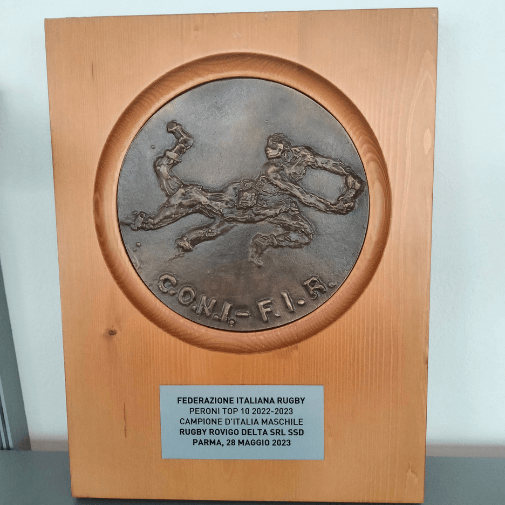 C.O.N.I.-F.I.R.
FEDERAZIONE ITALIANA RUGBY
PERONI TOP 10 2022-2023
CAMPIONE D'ITALIA MASCHILE
RUGBY ROVIGO DELTA SRL SSD
PARMA, 28 MAGGIO 2023